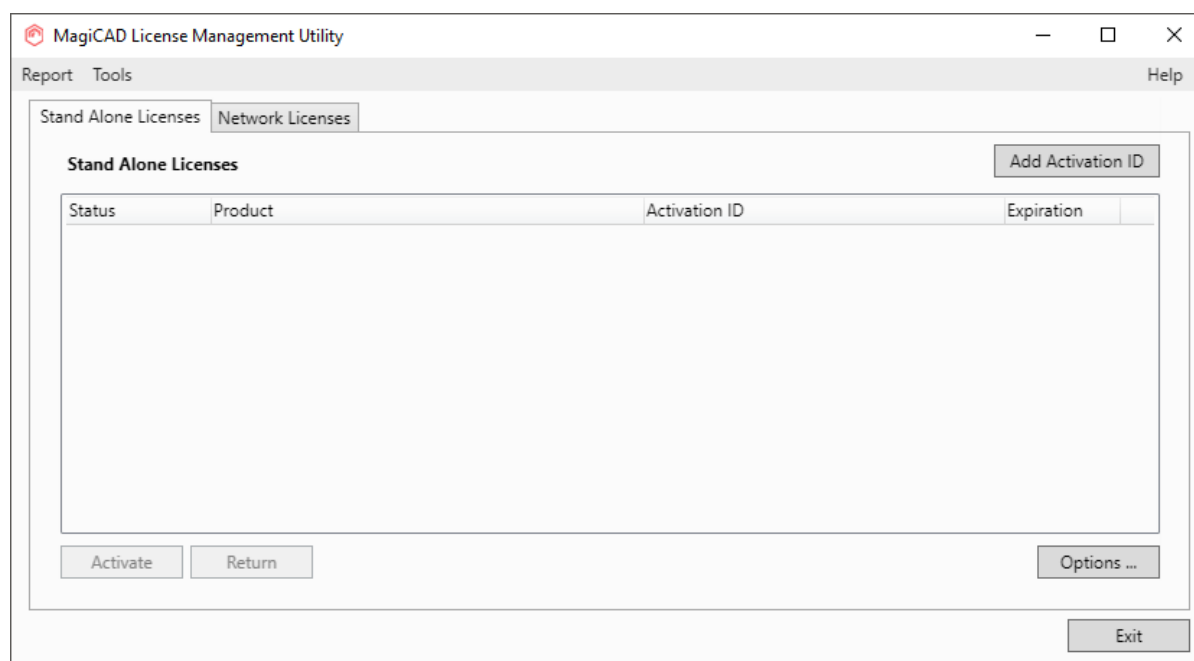 MagiCAD License Management Utility
Report Tools Help
Stand Alone Licenses Network Licenses
Stand Alone Licenses Add Activation ID
Status Product Activation ID Expiration
Activate Return Options ...
Exit